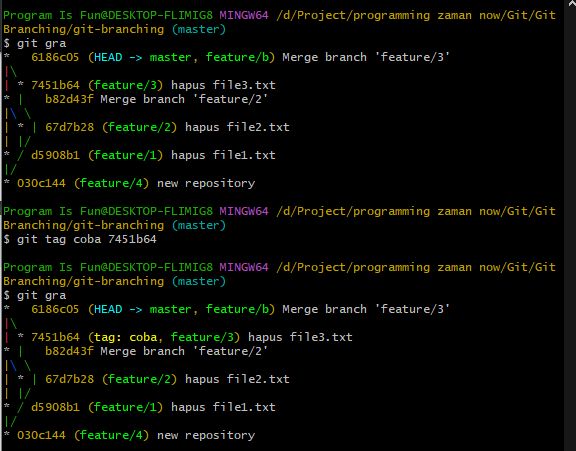 Program Is Fun@DESKTOP-FLIMIG8 MINGW64 /d/Project/programming zaman now/Git/Git
Branching/git-branching (master)
$ git gra
*   6186c05 (HEAD -> master, feature/b) Merge branch 'feature/3'
|\
| * 7451b64 (feature/3) hapus file3.txt
* |   b82d43f Merge branch 'feature/2'
|\ \
| * | 67d7b28 (feature/2) hapus file2.txt
| |/
* / d5908b1 (feature/1) hapus file1.txt
|/
* 030c144 (feature/4) new repository
Program Is Fun@DESKTOP-FLIMIG8 MINGW64 /d/Project/programming zaman now/Git/Git
Branching/git-branching (master)
$ git tag coba 7451b64
Program Is Fun@DESKTOP-FLIMIG8 MINGW64 /d/Project/programming zaman now/Git/Git
Branching/git-branching (master)
$ git gra
*   6186c05 (HEAD -> master, feature/b) Merge branch 'feature/3'
|\
| * 7451b64 (tag: coba, feature/3) hapus file3.txt
* |   b82d43f Merge branch 'feature/2'
|\ \
| * | 67d7b28 (feature/2) hapus file2.txt
| |/
* / d5908b1 (feature/1) hapus file1.txt
|/
* 030c144 (feature/4) new repository